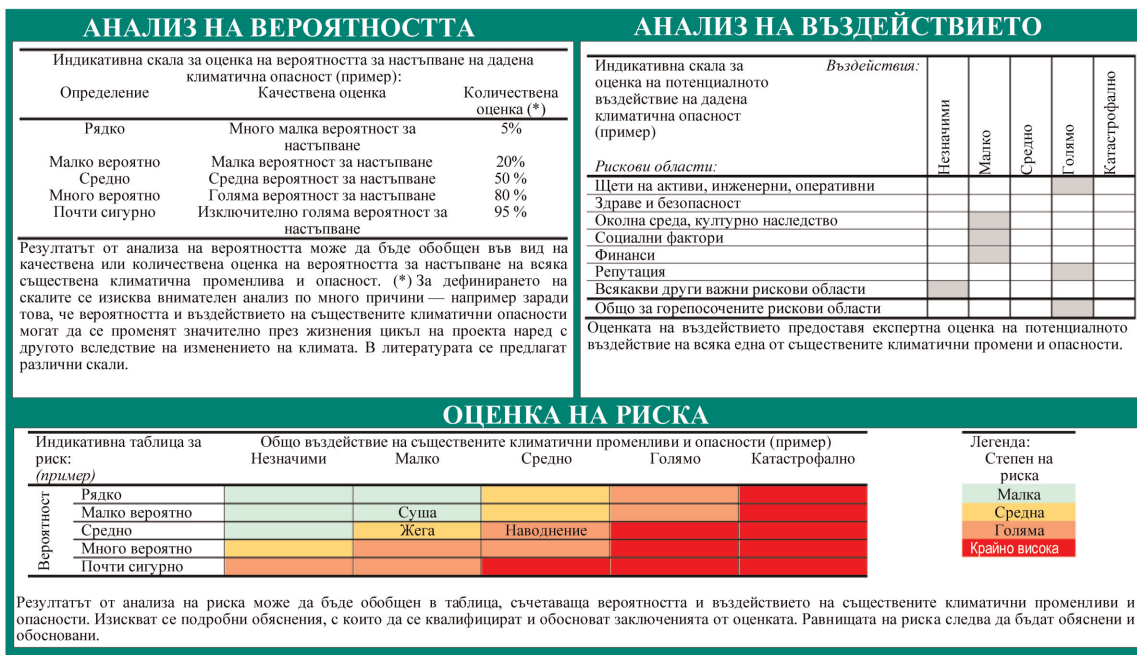 АНАЛИЗ НА ВЕРОЯТНОСТТА
Индикативна скала за оценка на вероятността за настъпване на дадена
климатична опасност (пример):
Определение Качествена оценка Количествена
оценка (*)
Рядко Много малка вероятност за 5%
настъпване
Малко вероятно Малка вероятност за настъпване 20%
Средно Средна вероятност за настъпване 50 %
Много вероятно Голяма вероятност за настъпване 80 %
Почти сигурно Изключително голяма вероятност за 95 %
настъпване
Резултатът от анализа на вероятността може да бъде обобщен във вид на
качествена или количествена оценка на вероятността за настъпване на всяка
съществена климатична променлива и опасност. (*) За дефинирането на
скалите се изисква внимателен анализ по много причини — например заради
това, че вероятността и въздействието на съществените климатични опасности
могат да се променят значително през жизнения цикъл на проекта наред с
другото вследствие на изменението на климата. В литературата се предлагат
различни скали.
АНАЛИЗ НА ВЪЗДЕЙСТВИЕТО
Индикативна скала за Въздействия:
оценка на потенциалното
въздействие на дадена
климатична опасност
(пример)
Рискови области:
Незначими
Малко
Средно
Голямо
Катастрофално
Щети на активи, инженерни, оперативни
Здраве и безопасност
Околна среда, културно наследство
Социални фактори
Финанси
Репутация
Всякакви други важни рискови области
Общо за горепосочените рискови области
Оценката на въздействието предоставя експертна оценка на потенциалното
въздействие на всяка една от съществените климатични промени и опасности.
ОЦЕНКА НА РИСКА
Индикативна таблица за Общо въздействие на съществените климатични променливи и опасности (пример)
риск: Незначими Малко Средно Голямо Катастрофално
(пример)
Вероятност
Рядко
Малко вероятно Суша
Средно Жега Наводнение
Много вероятно
Почти сигурно
Легенда:
Степен на
риска
Малка
Средна
Голяма
Крайно висока
Резултатът от анализа на риска може да бъде обобщен в таблица, съчетаваща вероятността и въздействието на съществените климатични променливи и
опасности. Изискват се подробни обяснения, с които да се квалифицират и обосноват заключенията от оценката. Равнищата на риска следва да бъдат обяснени и
обосновани.